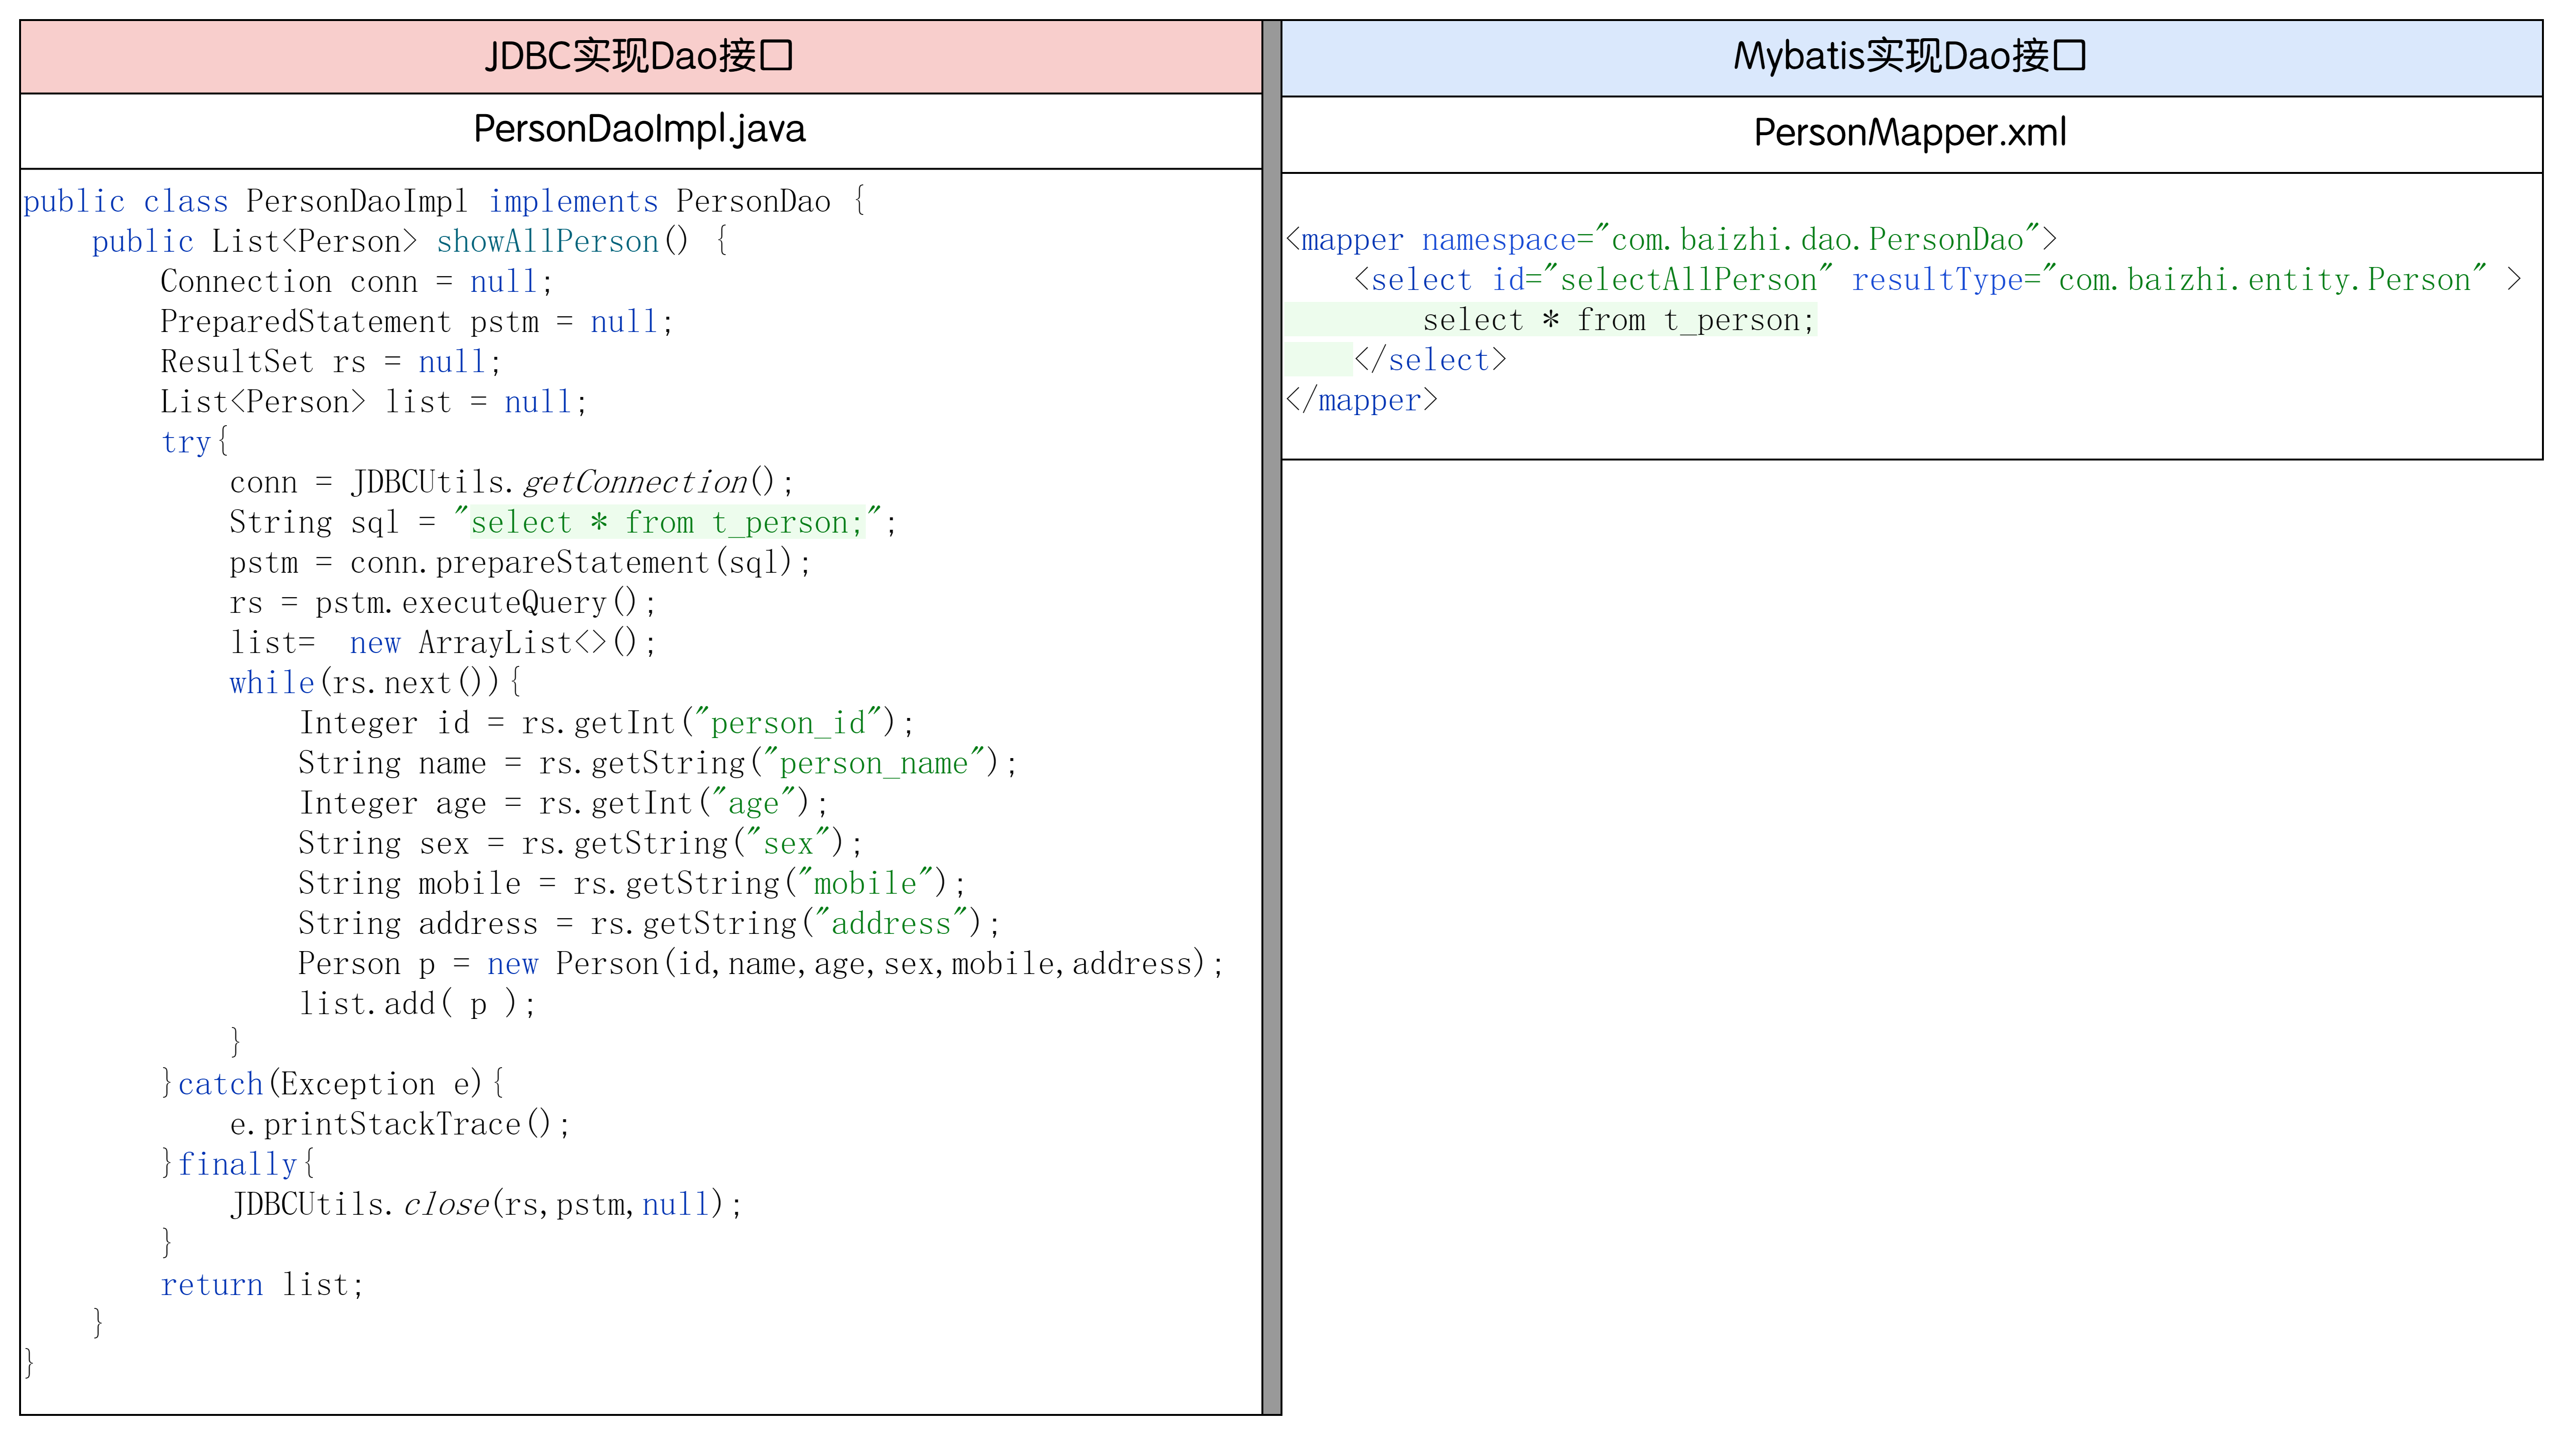 JDBC实现Dao接口
PersonDaoImpl.java
public class PersonDaoImpl implements PersonDao {
    public List<Person> showAllPerson() {
        Connection conn = null;
        PreparedStatement pstm = null;
        ResultSet rs = null;
        List<Person> list = null;
        try{
            conn = JDBCUtils.getConnection();
            String sql = "select * from t_person;";
            pstm = conn.prepareStatement(sql);
            rs = pstm.executeQuery();
            list=  new ArrayList<>();
            while(rs.next()){
                Integer id = rs.getInt("person_id");
                String name = rs.getString("person_name");
                Integer age = rs.getInt("age");
                String sex = rs.getString("sex");
                String mobile = rs.getString("mobile");
                String address = rs.getString("address");
                Person p = new Person(id,name,age,sex,mobile,address);
                list.add( p );
            }
        }catch(Exception e){
            e.printStackTrace();
        }finally{
            JDBCUtils.close(rs,pstm,null);
        }
        return list;
    }
}
Mybatis实现Dao接口
PersonMapper.xml
<mapper namespace="com.baizhi.dao.PersonDao">
    <select id="selectAllPerson" resultType="com.baizhi.entity.Person" >
        select * from t_person;
    </select>
</mapper>